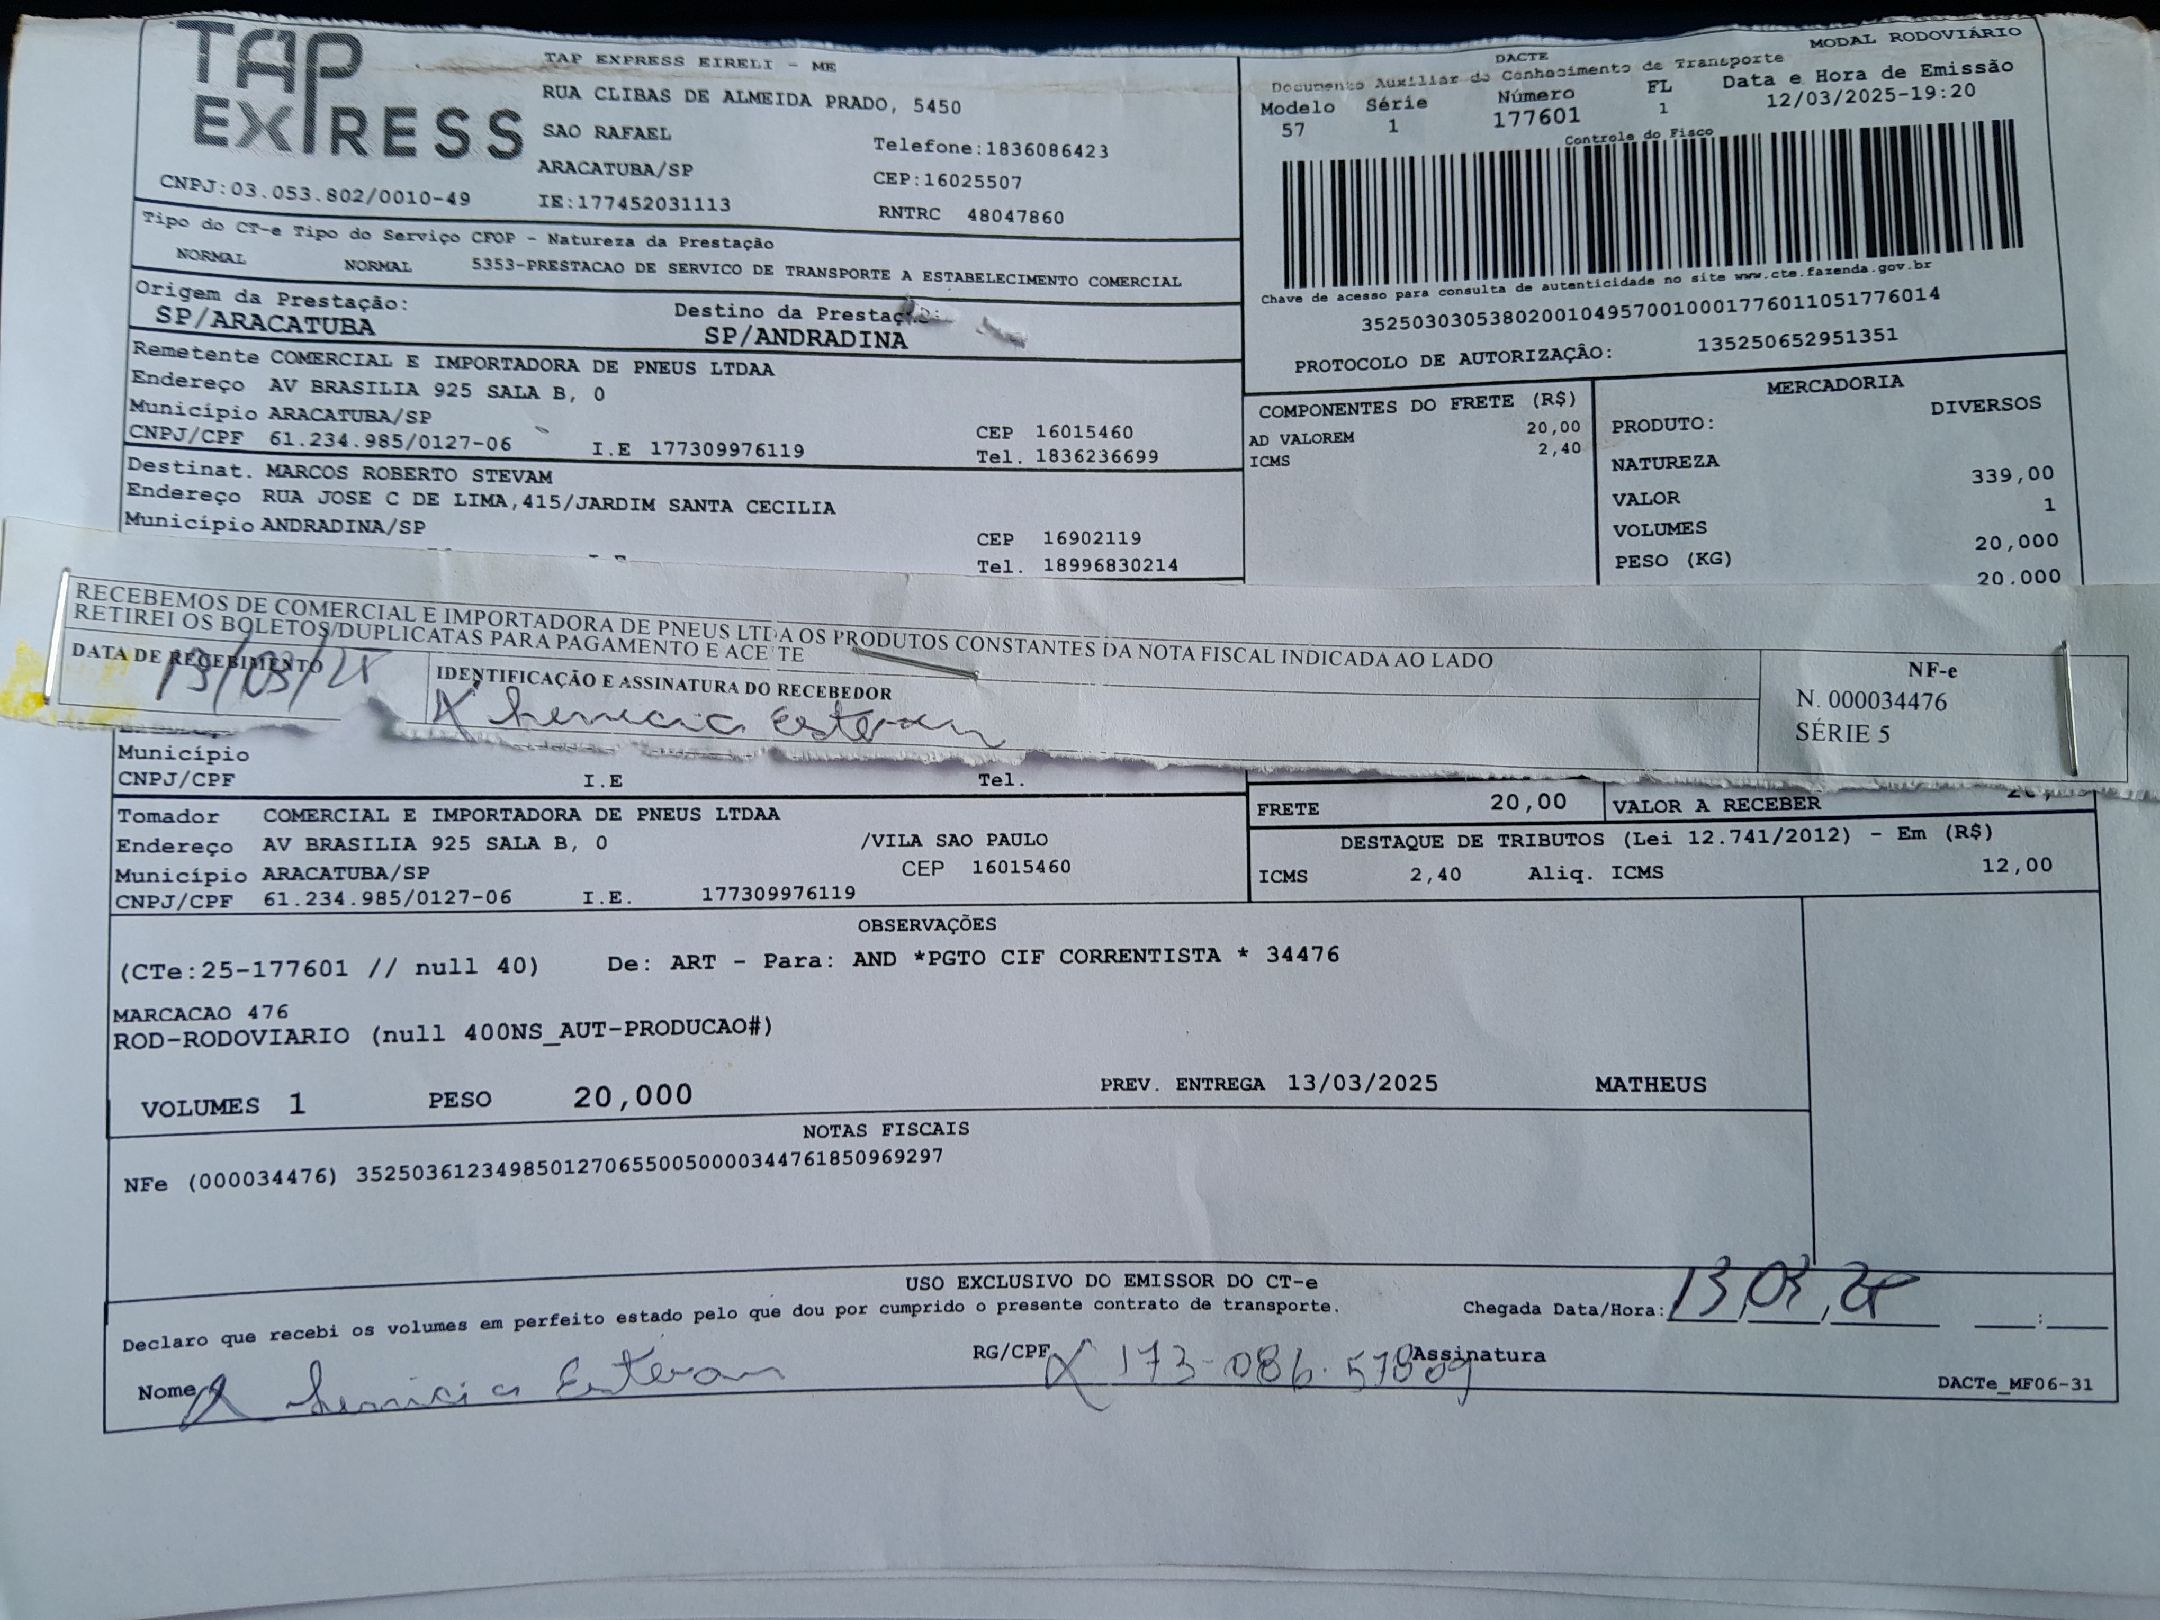 TAP EXPRESS
TAP EXPRESS EIRELI - ME
RUA CLIBAS DE ALMEIDA PRADO, 5450
SAO RAFAEL
Telefone:1836086423
ARACATUBA/SP
CEP:16025507
CNPJ:03.053.802/0010-49
IE:177452031113
RNTRC 48047860
MODAL RODOVIÁRIO
DACTE
Documento Auxiliar do Conhecimento de Transporte
Modelo Série Número FL Data e Hora de Emissão
57 1 177601 1 12/03/2025-19:20
Controle do Fisco
Chave de acesso para consulta de autenticidade no site www.cte.fazenda.gov.br
35250303053802001049570010001776011051776014
PROTOCOLO DE AUTORIZAÇÃO: 135250652951351
Tipo do CT-e Tipo do Serviço CFOP - Natureza da Prestação
NORMAL NORMAL 5353-PRESTACAO DE SERVICO DE TRANSPORTE A ESTABELECIMENTO COMERCIAL
Origem da Prestação:
SP/ARACATUBA
Destino da Prestação:
SP/ANDRADINA
Remetente COMERCIAL E IMPORTADORA DE PNEUS LTDAA
Endereço AV BRASILIA 925 SALA B, 0
Município ARACATUBA/SP CEP 16015460
CNPJ/CPF 61.234.985/0127-06 I.E 177309976119 Tel. 1836236699
Destinat. MARCOS ROBERTO STEVAM
Endereço RUA JOSE C DE LIMA,415/JARDIM SANTA CECILIA
Município ANDRADINA/SP CEP 16902119
Tel. 18996830214
COMPONENTES DO FRETE (R$)
AD VALOREM 20,00
ICMS 2,40
MERCADORIA
PRODUTO: DIVERSOS
NATUREZA
VALOR 339,00
VOLUMES 1
PESO (KG) 20,000
20.000
RECEBEMOS DE COMERCIAL E IMPORTADORA DE PNEUS LTDA OS PRODUTOS CONSTANTES DA NOTA FISCAL INDICADA AO LADO
RETIREI OS BOLETOS/DUPLICATAS PARA PAGAMENTO E ACEITE
DATA DE RECEBIMENTO
13/03/25
IDENTIFICAÇÃO E ASSINATURA DO RECEBEDOR
NF-e
N. 000034476
SÉRIE 5
Município
CNPJ/CPF I.E Tel.
Tomador COMERCIAL E IMPORTADORA DE PNEUS LTDAA
Endereço AV BRASILIA 925 SALA B, 0 /VILA SAO PAULO
Município ARACATUBA/SP CEP 16015460
CNPJ/CPF 61.234.985/0127-06 I.E. 177309976119
FRETE 20,00 VALOR A RECEBER
DESTAQUE DE TRIBUTOS (Lei 12.741/2012) - Em (R$)
ICMS 2,40 Aliq. ICMS 12,00
OBSERVAÇÕES
(CTe:25-177601 // null 40) De: ART - Para: AND *PGTO CIF CORRENTISTA * 34476
MARCACAO 476
ROD-RODOVIARIO (null 400NS_AUT-PRODUCAO#)
VOLUMES 1 PESO 20,000 PREV. ENTREGA 13/03/2025 MATHEUS
NOTAS FISCAIS
NFe (000034476) 35250361234985012706550050000344761850969297
USO EXCLUSIVO DO EMISSOR DO CT-e
Declaro que recebi os volumes em perfeito estado pelo que dou por cumprido o presente contrato de transporte.
Chegada Data/Hora: 13,03,25 :
Nome
RG/CPF
Assinatura
DACTe_MF06-31